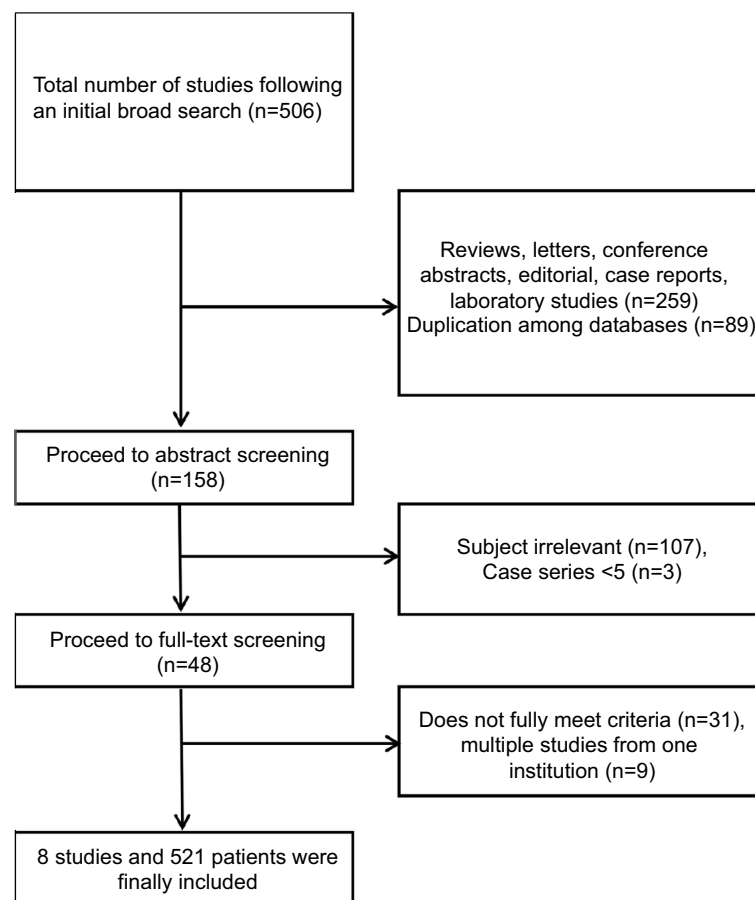 Total number of studies following
an initial broad search (n=506)
Reviews, letters, conference
abstracts, editorial, case reports,
laboratory studies (n=259)
Duplication among databases (n=89)
Proceed to abstract screening
(n=158)
Subject irrelevant (n=107),
Case series <5 (n=3)
Proceed to full-text screening
(n=48)
Does not fully meet criteria (n=31),
multiple studies from one
institution (n=9)
8 studies and 521 patients were
finally included